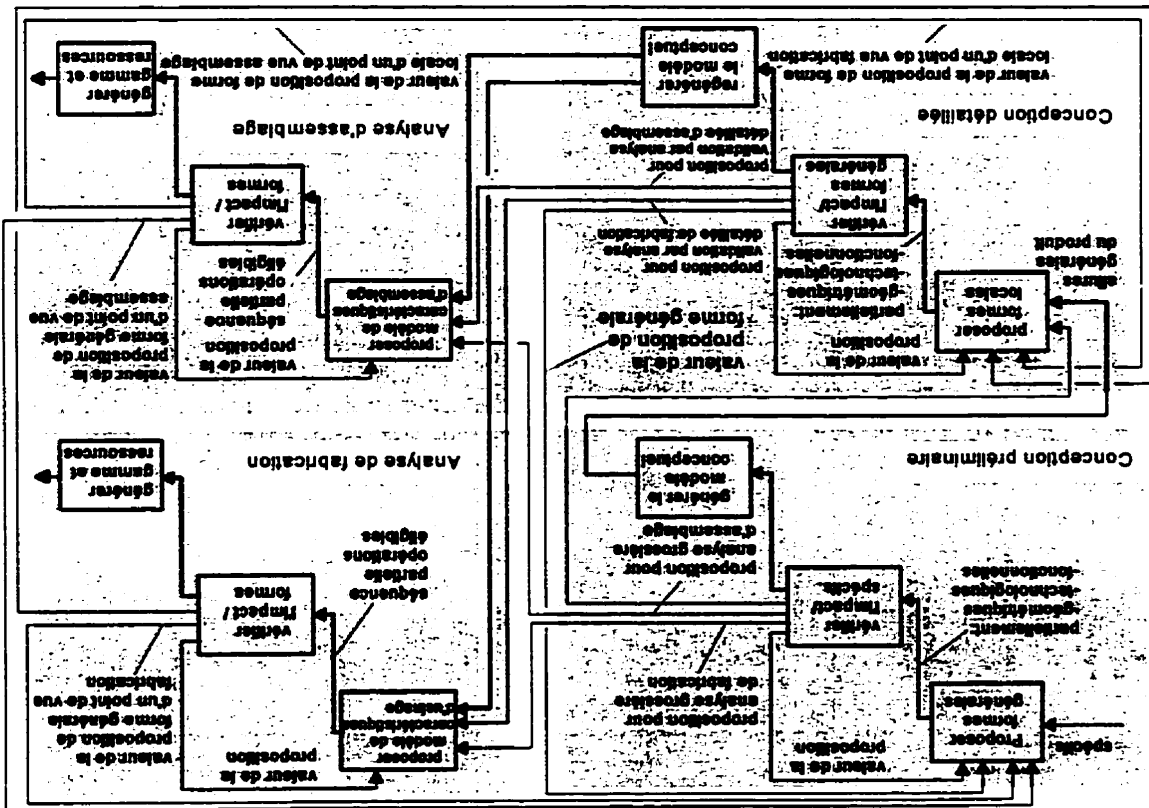 spécifs
Proposer
formes
générales
valeur de la
proposition
partiellement
-géométriques
-technologiques
-fonctionnelles
vérifier
l'impact/
spécifs
proposition pour
analyse grossière
de fabrication
proposition pour
analyse grossière
d'assemblage
générer le
modèle
conceptuel
Conception préliminaire
proposer
modèle de
caractéristiques
d'usinage
valeur de la
proposition
séquence
partielle
opérations
éligibles
vérifier
l'impact /
formes
valeur de la
proposition de
forme générale
d'un point de vue
fabrication
générer
gamme et
ressources
Analyse de fabrication
allures
générales
du produit
proposer
formes
locales
valeur de la
proposition
partiellement
-géométriques
-technologiques
-fonctionnelles
vérifier
l'impact/
formes
générales
valeur de la
proposition de
forme générale
proposition pour
validation par analyse
détaillée de fabrication
proposition pour
validation par analyse
détaillée d'assemblage
regénérer
le modèle
conceptuel
Conception détaillée
valeur de la proposition de forme
locale d'un point de vue fabrication
proposer
modèle de
caractéristiques
d'assemblage
valeur de la
proposition
séquence
partielle
opérations
éligibles
vérifier
l'impact /
formes
valeur de la
proposition de
forme générale
d'un point de vue
assemblage
générer
gamme et
ressources
Analyse d'assemblage
valeur de la proposition de forme
locale d'un point de vue assemblage